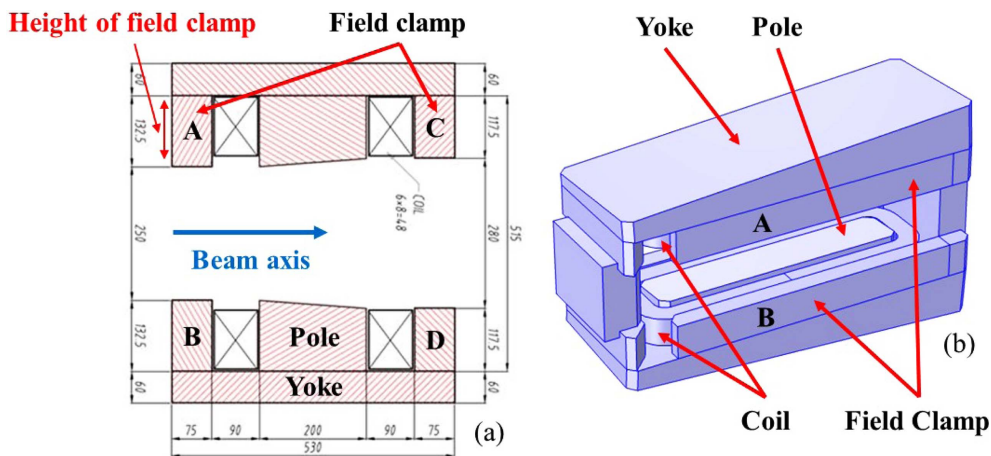 Height of field clamp
Field clamp
Yoke
Pole
60
60
A
C
132.5
117.5
COIL
6×8=48
250
280
515
Beam axis
A
B
B
Pole
D
132.5
117.5
Yoke
60
60
75
90
200
90
75
530
(a)
(b)
Coil
Field Clamp